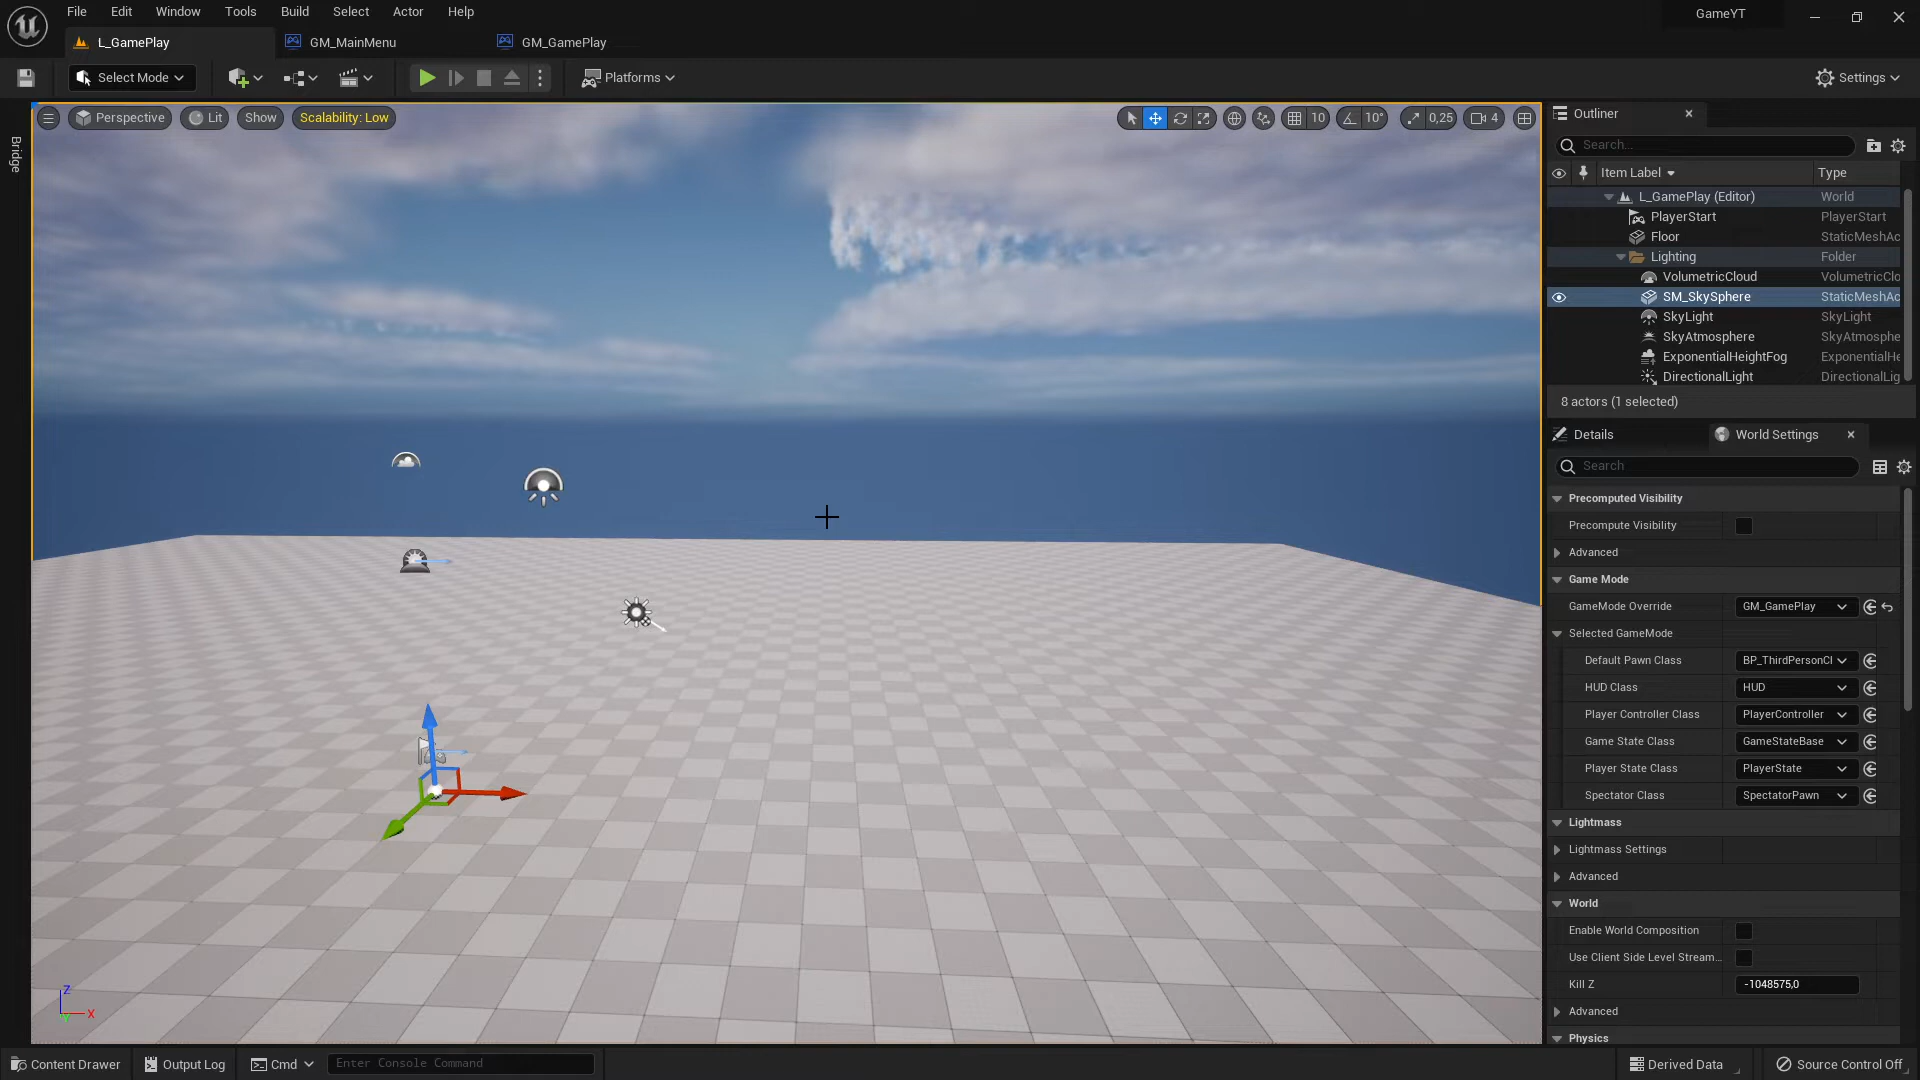 File Edit Window Tools Build Select Actor Help
GameYT
L_GamePlay
GM_MainMenu
GM_GamePlay
Select Mode
Platforms
Settings
Bridge
Perspective
Lit
Show
Scalability: Low
10
10°
0,25
4
Outliner
Search...
Item Label
Type
L_GamePlay (Editor) World
PlayerStart PlayerStart
Floor StaticMeshAc
Lighting Folder
VolumetricCloud VolumetricClo
SM_SkySphere StaticMeshAc
SkyLight SkyLight
SkyAtmosphere SkyAtmosphe
ExponentialHeightFog ExponentialHe
DirectionalLight DirectionalLig
8 actors (1 selected)
Details
World Settings
Search
Precomputed Visibility
Precompute Visibility
Advanced
Game Mode
GameMode Override GM_GamePlay
Selected GameMode
Default Pawn Class BP_ThirdPersonCl
HUD Class HUD
Player Controller Class PlayerController
Game State Class GameStateBase
Player State Class PlayerState
Spectator Class SpectatorPawn
Lightmass
Lightmass Settings
Advanced
World
Enable World Composition
Use Client Side Level Stream...
Kill Z -1048575,0
Advanced
Physics
Z
X
Y
Content Drawer
Output Log
Cmd
Enter Console Command
Derived Data
Source Control Off